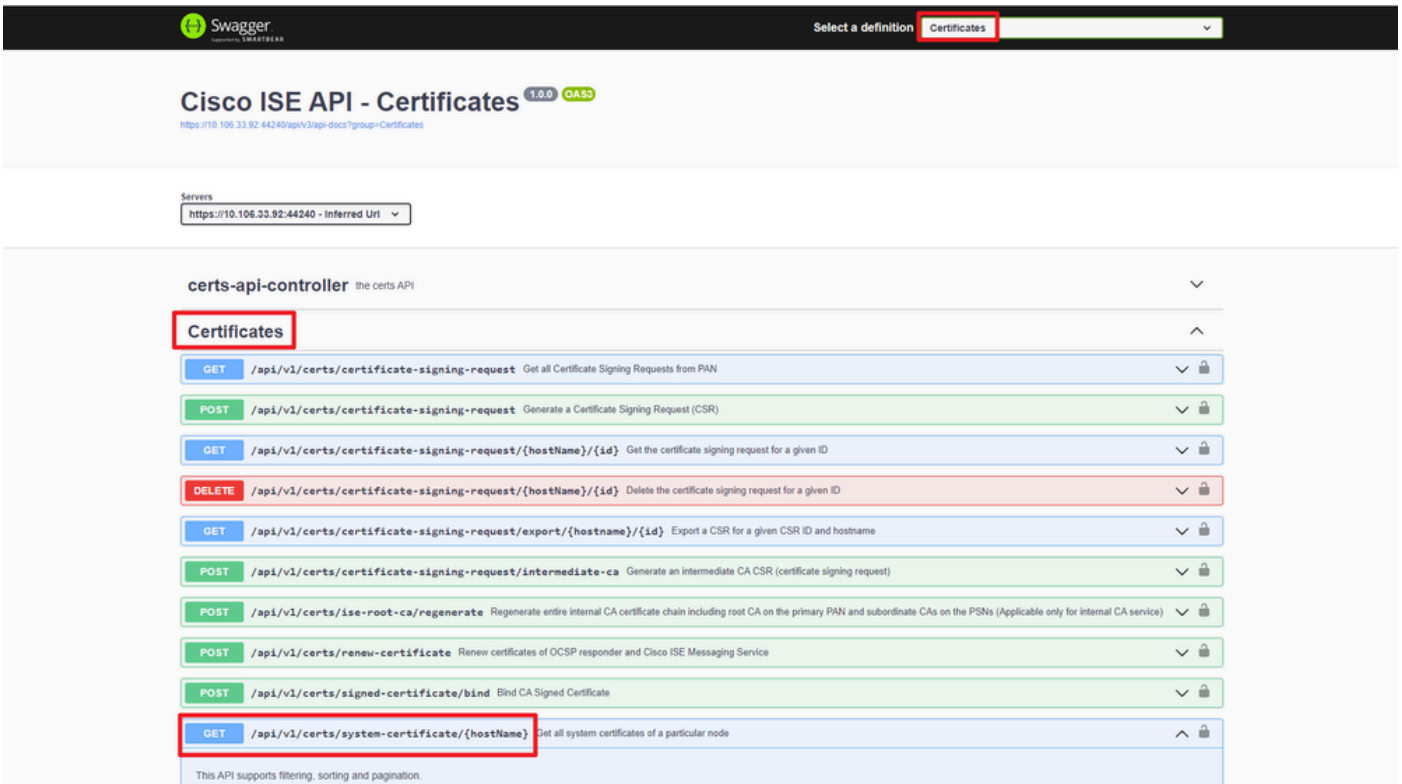 Swagger.
Supported by SMARTBEAR
Select a definition Certificates
Cisco ISE API - Certificates 1.0.0 OAS3
https://10.106.33.92:44240/api/v3/api-docs?group=Certificates
Servers
https://10.106.33.92:44240 - Inferred Url
certs-api-controller the certs API
Certificates
GET /api/v1/certs/certificate-signing-request Get all Certificate Signing Requests from PAN
POST /api/v1/certs/certificate-signing-request Generate a Certificate Signing Request (CSR)
GET /api/v1/certs/certificate-signing-request/{hostName}/{id} Get the certificate signing request for a given ID
DELETE /api/v1/certs/certificate-signing-request/{hostName}/{id} Delete the certificate signing request for a given ID
GET /api/v1/certs/certificate-signing-request/export/{hostname}/{id} Export a CSR for a given CSR ID and hostname
POST /api/v1/certs/certificate-signing-request/intermediate-ca Generate an intermediate CA CSR (certificate signing request)
POST /api/v1/certs/ise-root-ca/regenerate Regenerate entire internal CA certificate chain including root CA on the primary PAN and subordinate CAs on the PSNs (Applicable only for internal CA service)
POST /api/v1/certs/renew-certificate Renew certificates of OCSP responder and Cisco ISE Messaging Service
POST /api/v1/certs/signed-certificate/bind Bind CA Signed Certificate
GET /api/v1/certs/system-certificate/{hostName} Get all system certificates of a particular node
This API supports filtering, sorting and pagination.